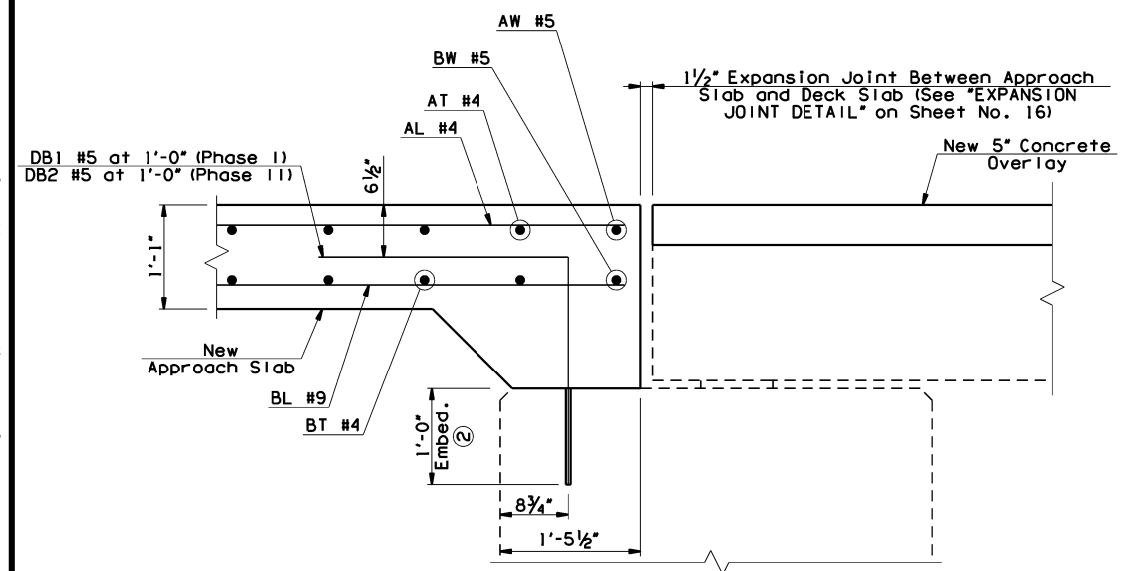 AW #5
BW #5
AT #4
AL #4
1½" Expansion Joint Between Approach
Slab and Deck Slab (See "EXPANSION
JOINT DETAIL" on Sheet No. 16)
New 5" Concrete
Overlay
DB1 #5 at 1'-0" (Phase I)
DB2 #5 at 1'-0" (Phase II)
6½"
1'-1"
New
Approach Slab
BL #9
BT #4
1'-0"
Embed.
②
8¾"
1'-5½"